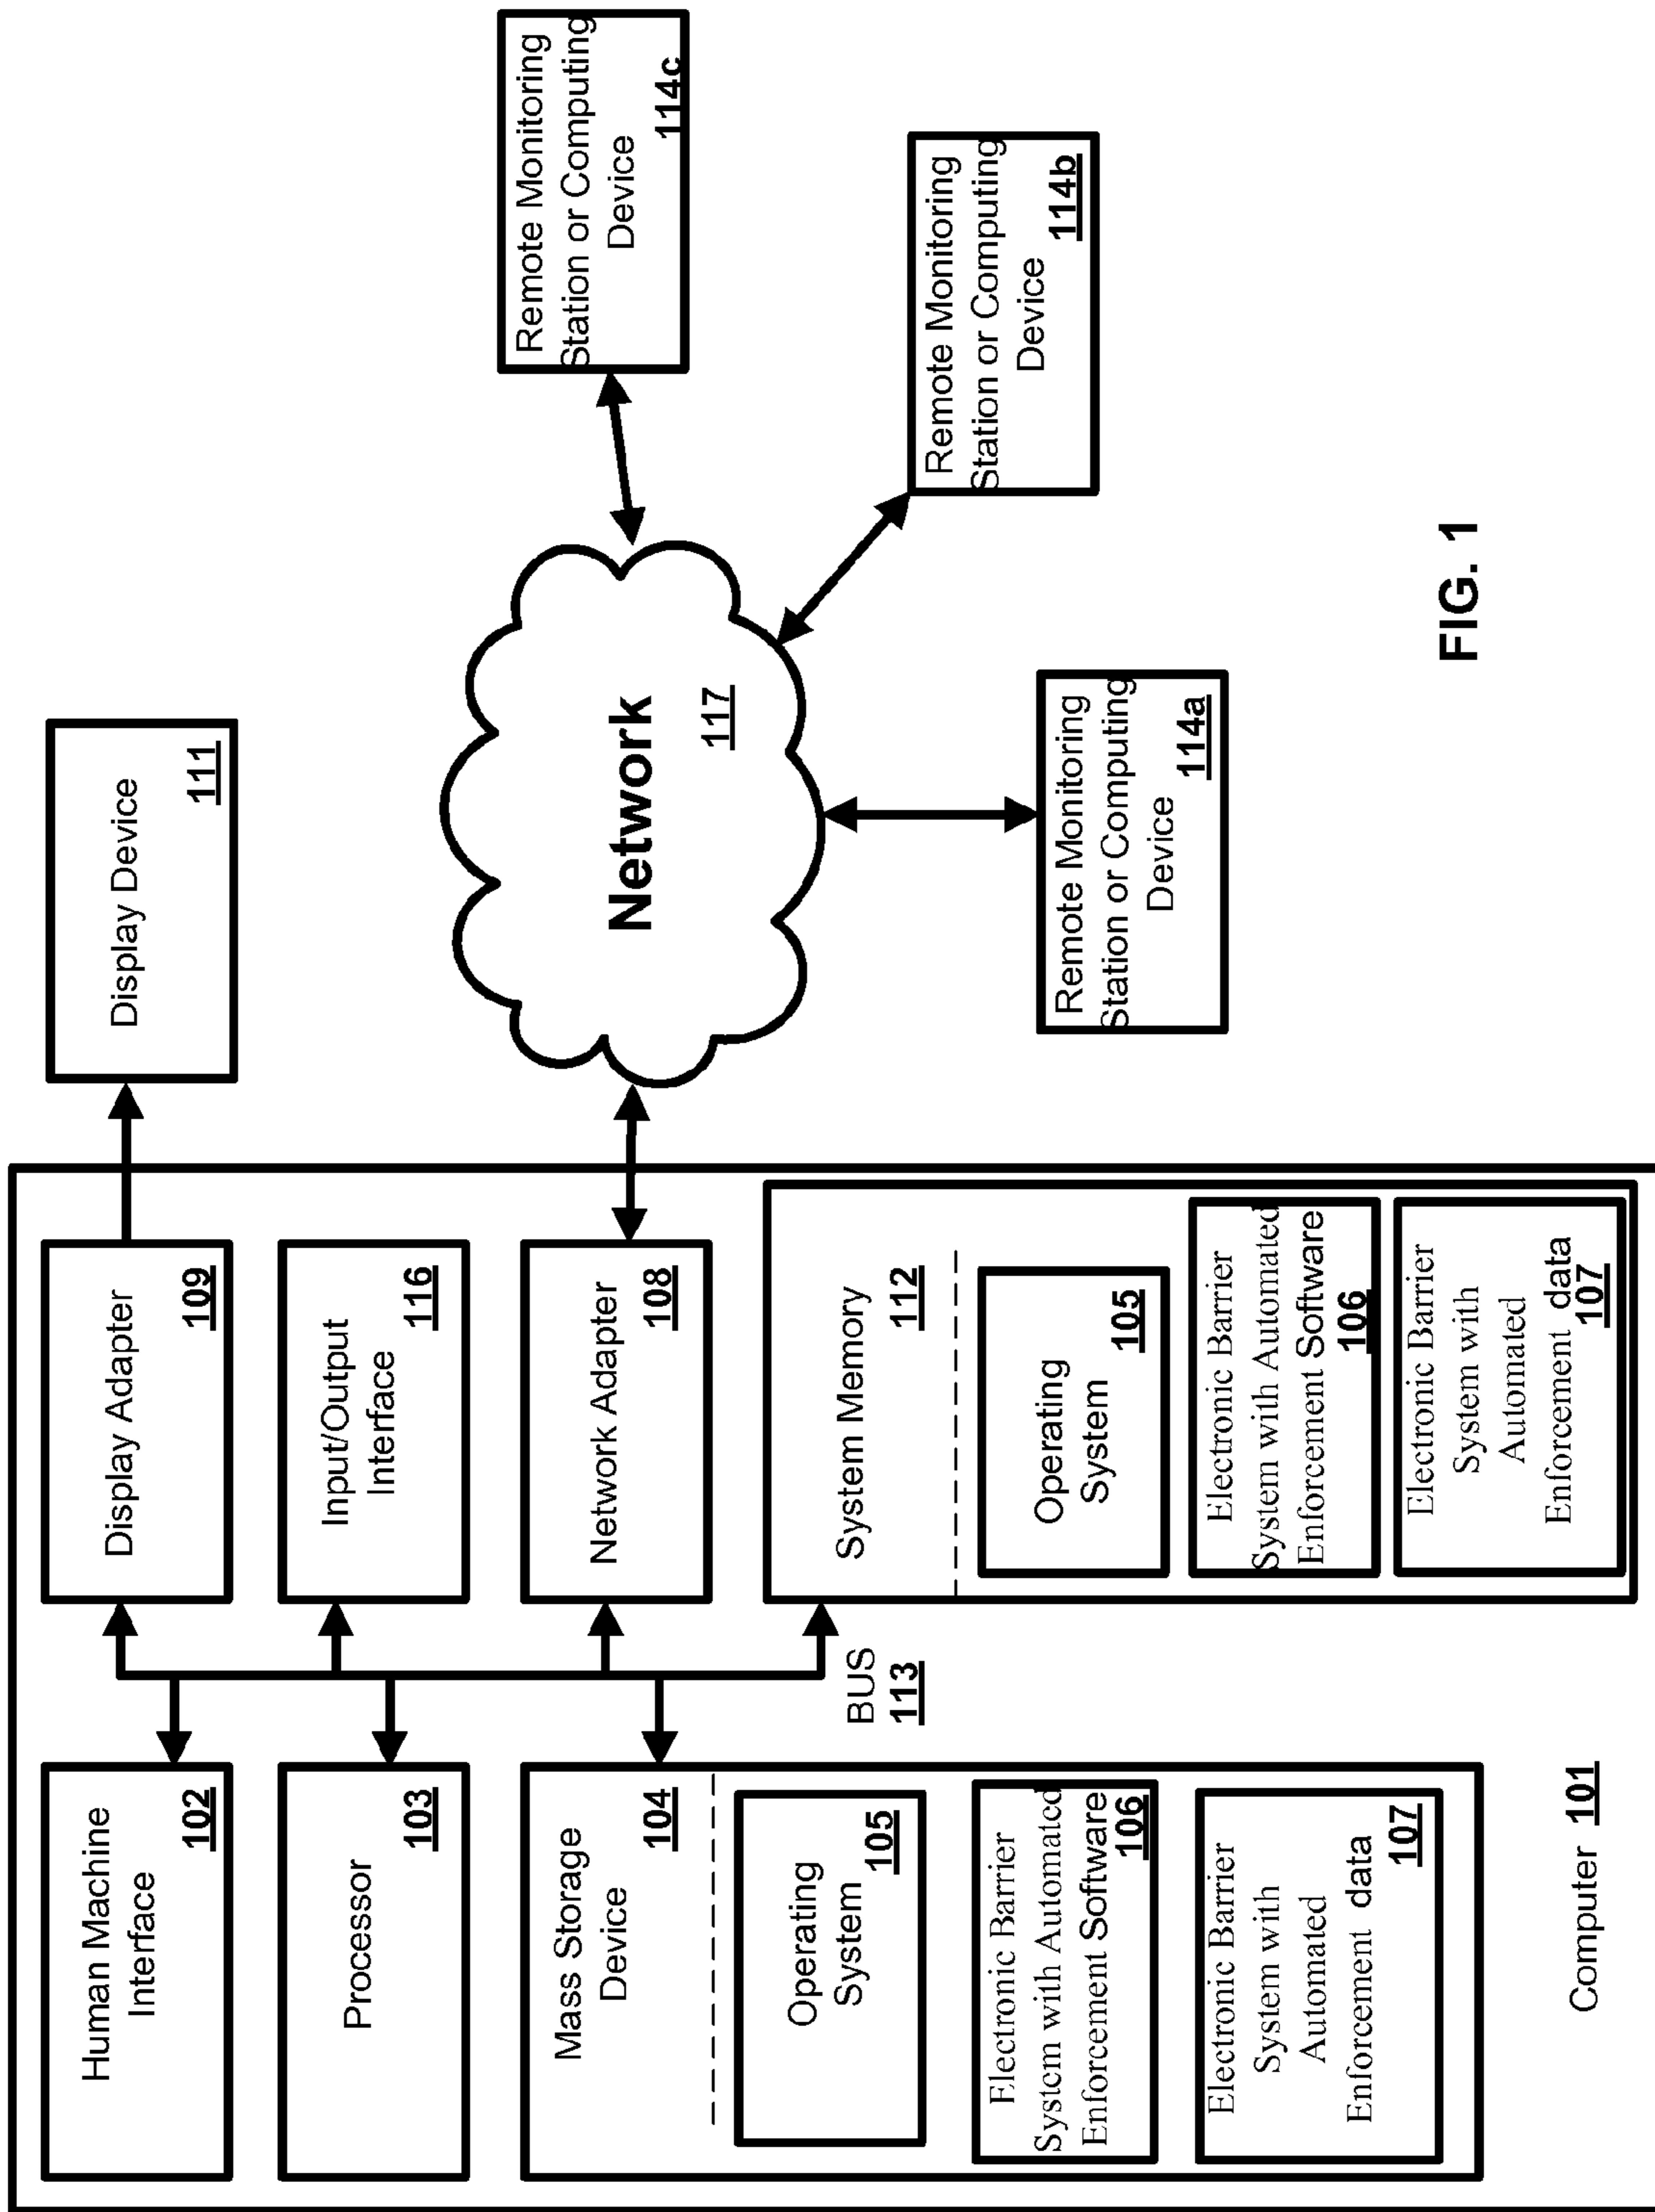 Human Machine
Interface
102
Processor
103
Mass Storage
Device
104
Operating
System
105
Electronic Barrier
System with Automated
Enforcement Software
106
Electronic Barrier
System with
Automated
Enforcement data
107
Computer 101
BUS
113
Display Adapter
109
Input/Output
Interface
116
Network Adapter
108
System Memory
112
Operating
System
105
Electronic Barrier
System with Automated
Enforcement Software
106
Electronic Barrier
System with
Automated
Enforcement data
107
Display Device
111
Network
117
Remote Monitoring
Station or Computing
Device
114a
Remote Monitoring
Station or Computing
Device
114b
Remote Monitoring
Station or Computing
Device
114c
FIG. 1